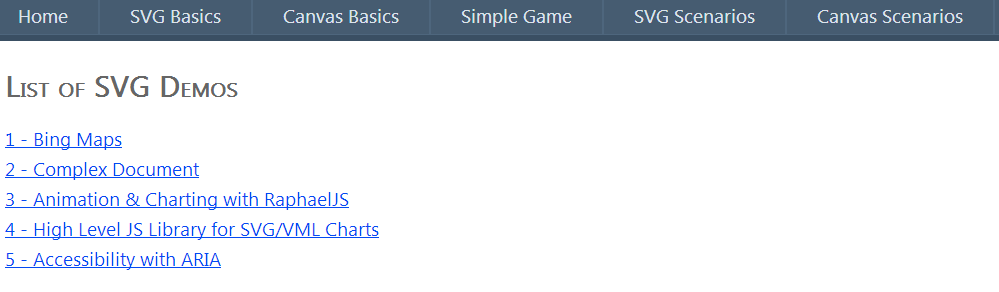 Home SVG Basics Canvas Basics Simple Game SVG Scenarios Canvas Scenarios
List of SVG Demos
1 - Bing Maps
2 - Complex Document
3 - Animation & Charting with RaphaelJS
4 - High Level JS Library for SVG/VML Charts
5 - Accessibility with ARIA